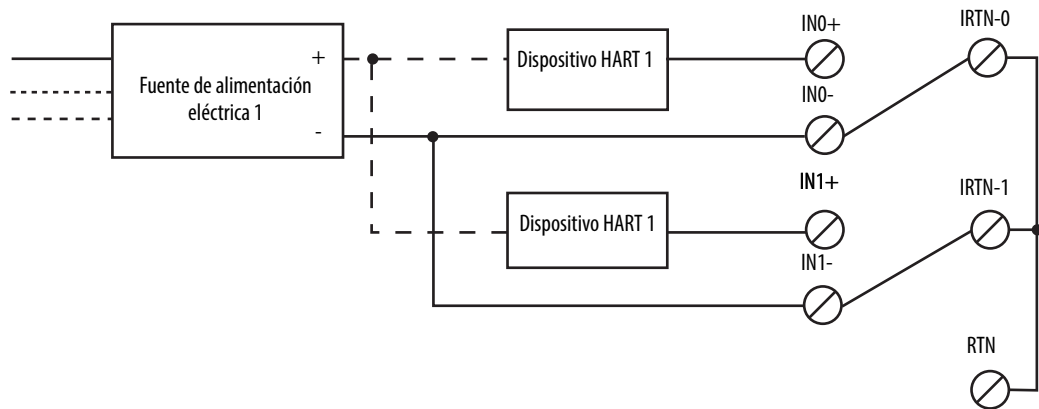 IN0+
IRTN-0
Fuente de alimentación
eléctrica 1
+
-
Dispositivo HART 1
IN0-
IN1+
IRTN-1
Dispositivo HART 1
IN1-
RTN